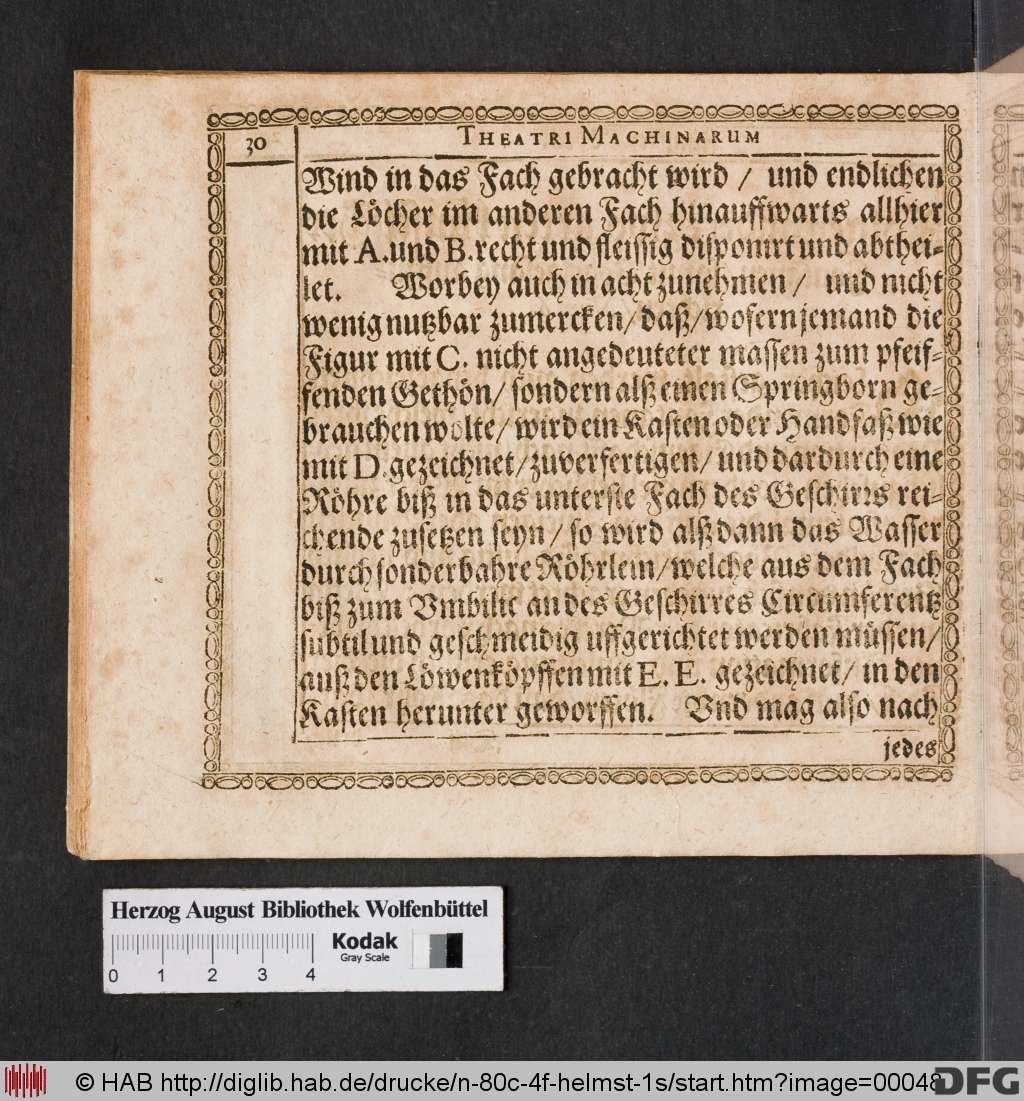 30
THEATRI MACHINARUM
Wind in das Fach gebracht wird / und endlichen
die Löcher im anderen Fach hinauffwarts allhier
mit A. und B. recht und fleissig disponirt und abthei-
let. Worbey auch in acht zunehmen / und nicht
wenig nutzbar zumercken / daß / wofern jemand die
Figur mit C. nicht angedeuteter massen zum pfeif-
fenden Gethön / sondern alß einen Springborn ge-
brauchen wolte / wird ein Kasten oder Handfaß wie
mit D. gezeichnet / zuverfertigen / und dardurch eine
Röhre biß in das unterste Fach des Geschirrs rei-
chende zusetzen seyn / so wird alß dann das Wasser
durch sonderbahre Röhrlein / welche aus dem Fach
biß zum Vmbilic an des Geschirres Circumferentz
subtil und geschmeidig uffgerichtet werden müssen /
auß den Löwenköpffen mit E. E. gezeichnet / in den
Kasten herunter geworffen. Vnd mag also nach
jedes
Herzog August Bibliothek Wolfenbüttel
Kodak
Gray Scale
0 1 2 3 4
© HAB http://diglib.hab.de/drucke/n-80c-4f-helmst-1s/start.htm?image=00048
DFG